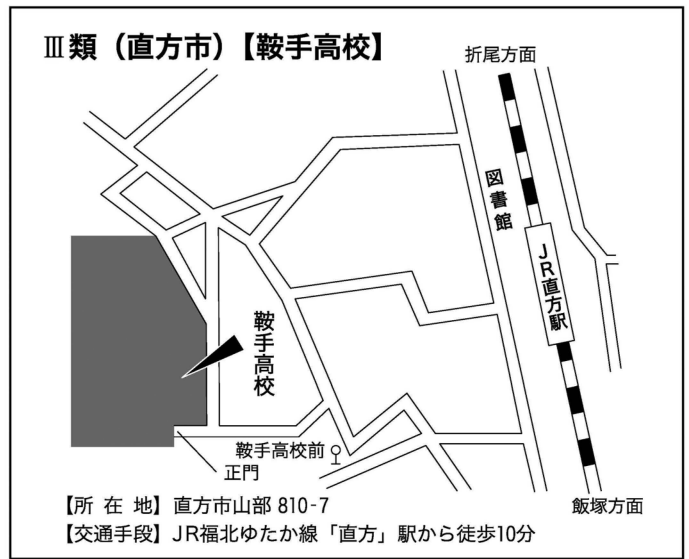 Ⅲ類（直方市）【鞍手高校】
折尾方面
図書館
JR直方駅
鞍手高校
鞍手高校前
正門
飯塚方面
【所 在 地】直方市山部 810-7
【交通手段】JR福北ゆたか線「直方」駅から徒歩10分